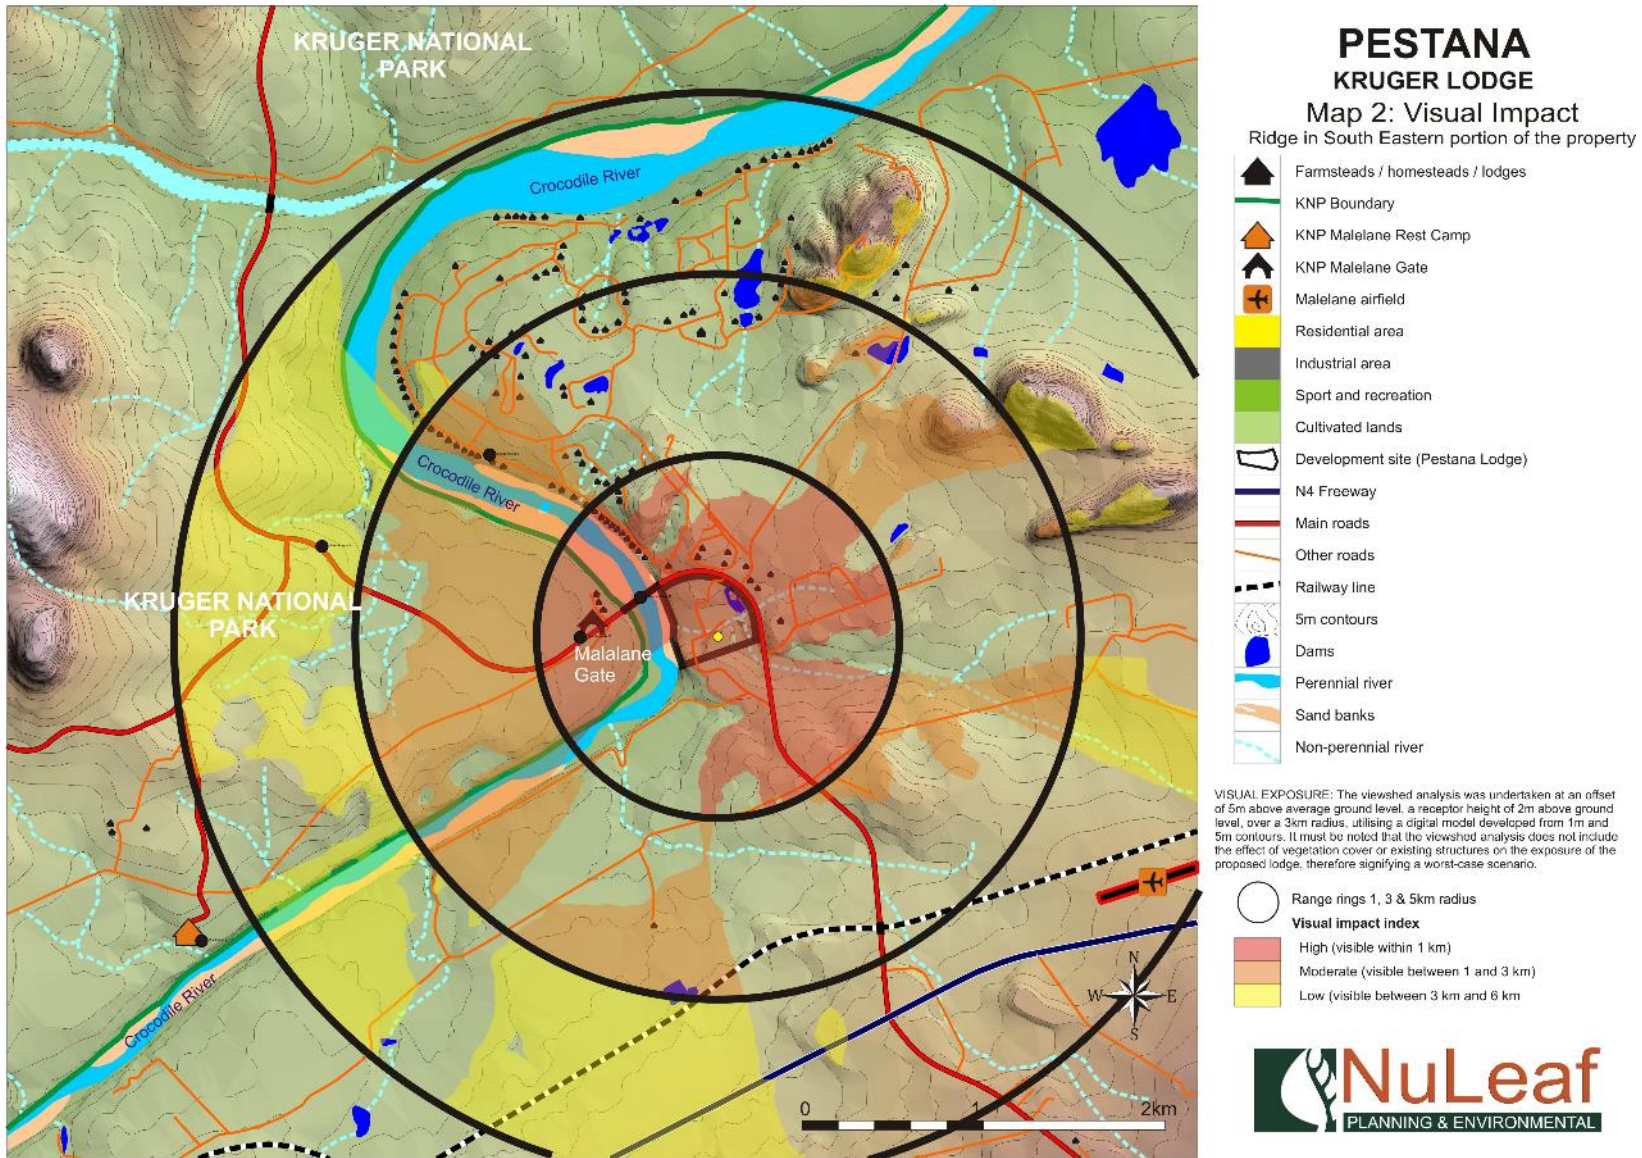 KRUGER NATIONAL
PARK
Crocodile River
Crocodile River
KRUGER NATIONAL
PARK
Malalane
Gate
Crocodile River
N
W
E
S
0
1
2km
PESTANA
KRUGER LODGE
Map 2: Visual Impact
Ridge in South Eastern portion of the property
Farmsteads / homesteads / lodges
KNP Boundary
KNP Malelane Rest Camp
KNP Malelane Gate
Malelane airfield
Residential area
Industrial area
Sport and recreation
Cultivated lands
Development site (Pestana Lodge)
N4 Freeway
Main roads
Other roads
Railway line
5m contours
Dams
Perennial river
Sand banks
Non-perennial river
VISUAL EXPOSURE: The viewshed analysis was undertaken at an offset
of 5m above average ground level, a receptor height of 2m above ground
level, over a 3km radius, utilising a digital model developed from 1m and
5m contours. It must be noted that the viewshed analysis does not include
the effect of vegetation cover or existing structures on the exposure of the
proposed lodge, therefore signifying a worst-case scenario.
Range rings 1, 3 & 5km radius
Visual impact index
High (visible within 1 km)
Moderate (visible between 1 and 3 km)
Low (visible between 3 km and 6 km
NuLeaf
PLANNING & ENVIRONMENTAL